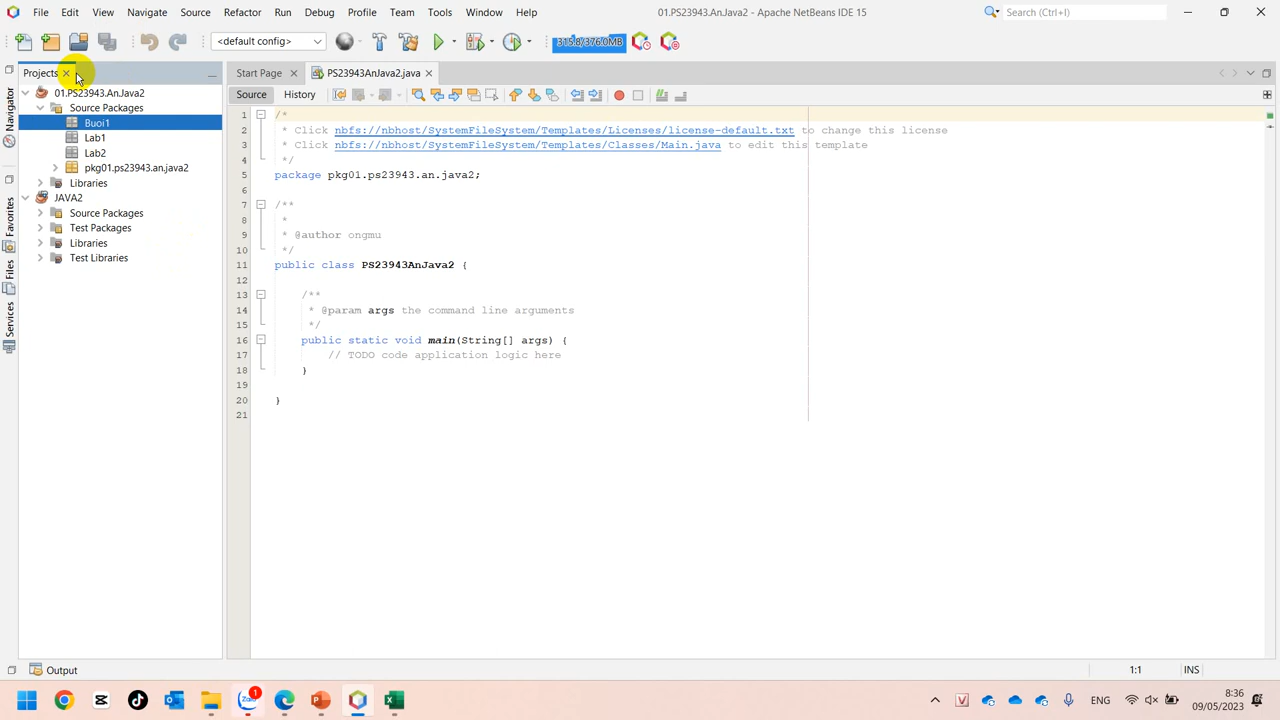 File Edit View Navigate Source Refactor Run Debug Profile Team Tools Window Help
01.PS23943.AnJava2 - Apache NetBeans IDE 15
Search (Ctrl+I)
<default config>
315.8/376.0MB
Projects
Start Page
PS23943AnJava2.java
Source History
Navigator
Favorites
Files
Services
01.PS23943.An.Java2
Source Packages
Buoi1
Lab1
Lab2
pkg01.ps23943.an.java2
Libraries
JAVA2
Source Packages
Test Packages
Libraries
Test Libraries
1 /*
2 * Click nbfs://nbhost/SystemFileSystem/Templates/Licenses/license-default.txt to change this license
3 * Click nbfs://nbhost/SystemFileSystem/Templates/Classes/Main.java to edit this template
4 */
5 package pkg01.ps23943.an.java2;
6
7 /**
8 *
9 * @author ongmu
10 */
11 public class PS23943AnJava2 {
12
13 /**
14 * @param args the command line arguments
15 */
16 public static void main(String[] args) {
17 // TODO code application logic here
18 }
19
20 }
21
Output
1:1 INS
Zalo 1
ENG
8:36
09/05/2023